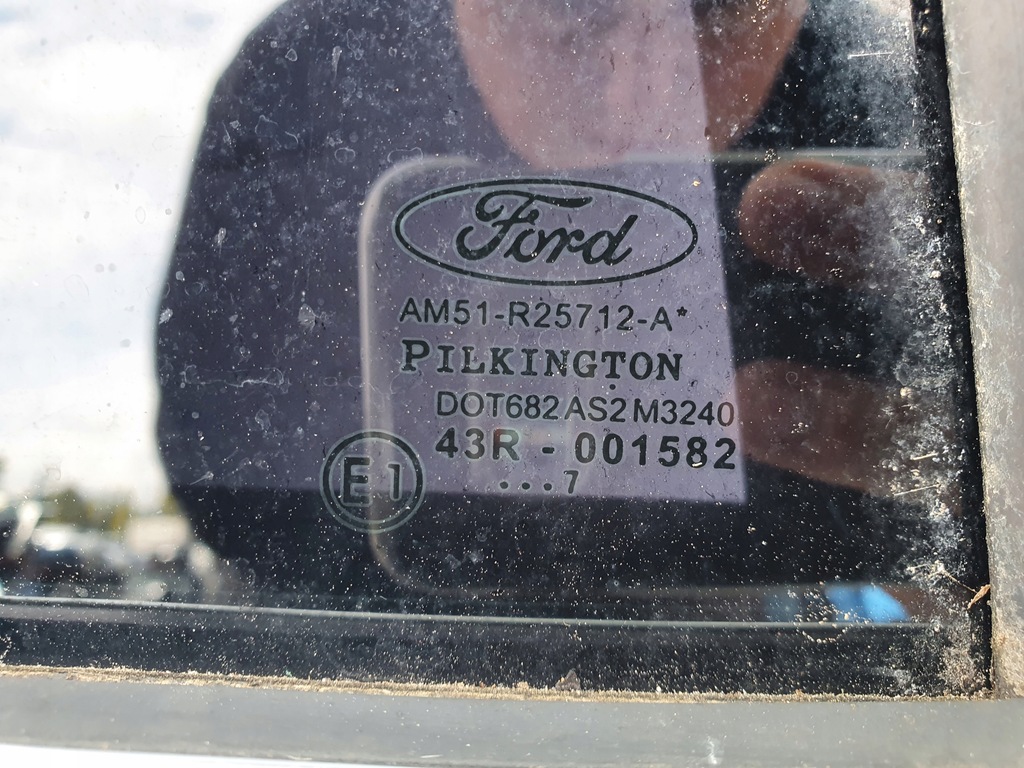 Ford
AM51-R25712-A*
PILKINGTON
DOT682 AS2 M3240
43R - 001582
E1
...7